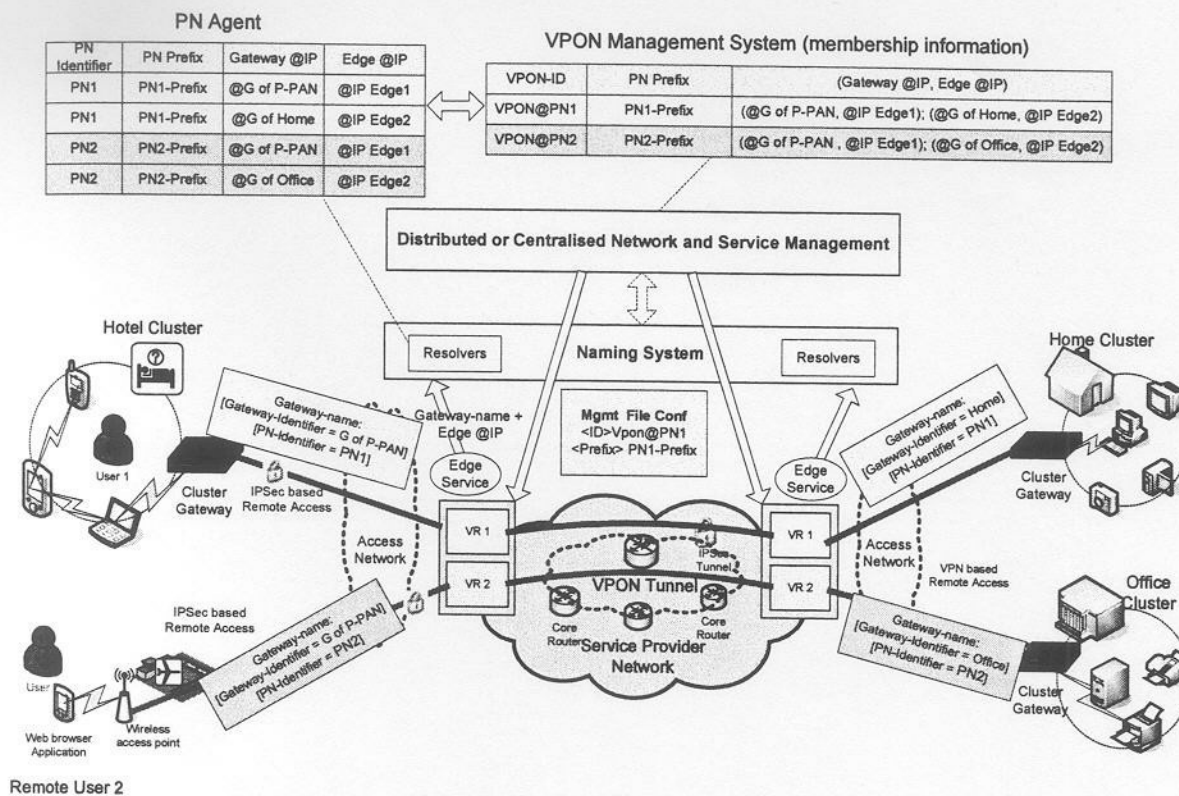 PN Agent
PN Identifier PN Prefix Gateway @IP Edge @IP
PN1 PN1-Prefix @G of P-PAN @IP Edge1
PN1 PN1-Prefix @G of Home @IP Edge2
PN2 PN2-Prefix @G of P-PAN @IP Edge1
PN2 PN2-Prefix @G of Office @IP Edge2
VPON Management System (membership information)
VPON-ID PN Prefix (Gateway @IP, Edge @IP)
VPON@PN1 PN1-Prefix (@G of P-PAN, @IP Edge1); (@G of Home, @IP Edge2)
VPON@PN2 PN2-Prefix (@G of P-PAN , @IP Edge1); (@G of Office, @IP Edge2)
Distributed or Centralised Network and Service Management
Resolvers
Naming System
Resolvers
Mgmt File Conf
<ID>Vpon@PN1
<Prefix> PN1-Prefix
Hotel Cluster
?
User 1
Cluster
Gateway
Gateway-name:
[Gateway-Identifier = G of P-PAN]
[PN-Identifier = PN1]
Gateway-name +
Edge @IP
Edge
Service
IPSec based
Remote Access
Access
Network
VR 1
VR 2
IPSec
Tunnel
VPON Tunnel
Core
Router
Core
Router
Service Provider
Network
Edge
Service
VR 1
VR 2
Gateway-name:
[Gateway-Identifier = Home]
[PN-Identifier = PN1]
Home Cluster
Cluster
Gateway
Access
Network
VPN based
Remote Access
Office
Cluster
Gateway-name:
[Gateway-Identifier = Office]
[PN-Identifier = PN2]
Cluster
Gateway
IPSec based
Remote Access
Gateway-name:
[Gateway-Identifier = G of P-PAN]
[PN-Identifier = PN2]
User
Web browser
Application
Wireless
access point
Remote User 2